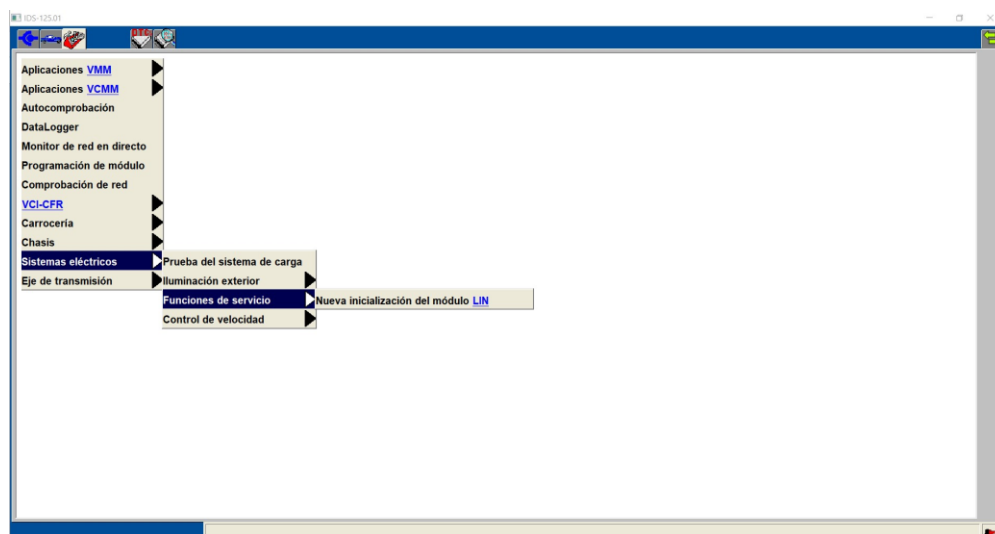 IDS-125.01
DTC
Aplicaciones VMM
Aplicaciones VCMM
Autocomprobación
DataLogger
Monitor de red en directo
Programación de módulo
Comprobación de red
VCI-CFR
Carrocería
Chasis
Sistemas eléctricos
Eje de transmisión
Prueba del sistema de carga
Iluminación exterior
Funciones de servicio
Control de velocidad
Nueva inicialización del módulo LIN